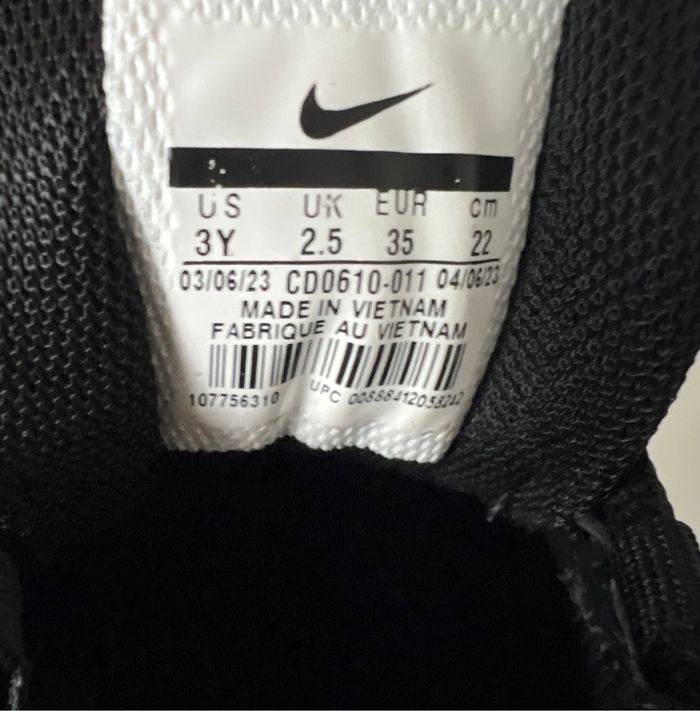 US UK EUR cm
3Y 2.5 35 22
03/06/23 CD0610-011 04/06/23
MADE IN VIETNAM
FABRIQUE AU VIETNAM
107756310 UPC 00888412058242